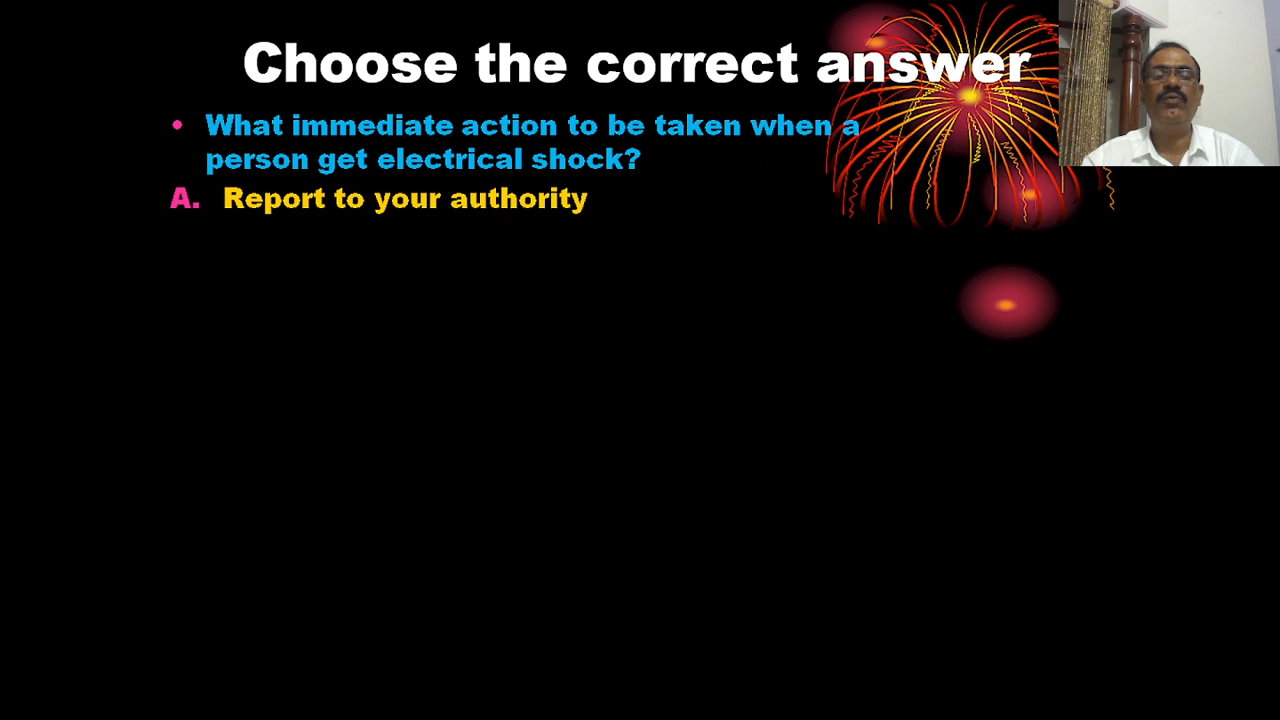 Choose the correct answer
• What immediate action to be taken when a
person get electrical shock?
A. Report to your authority